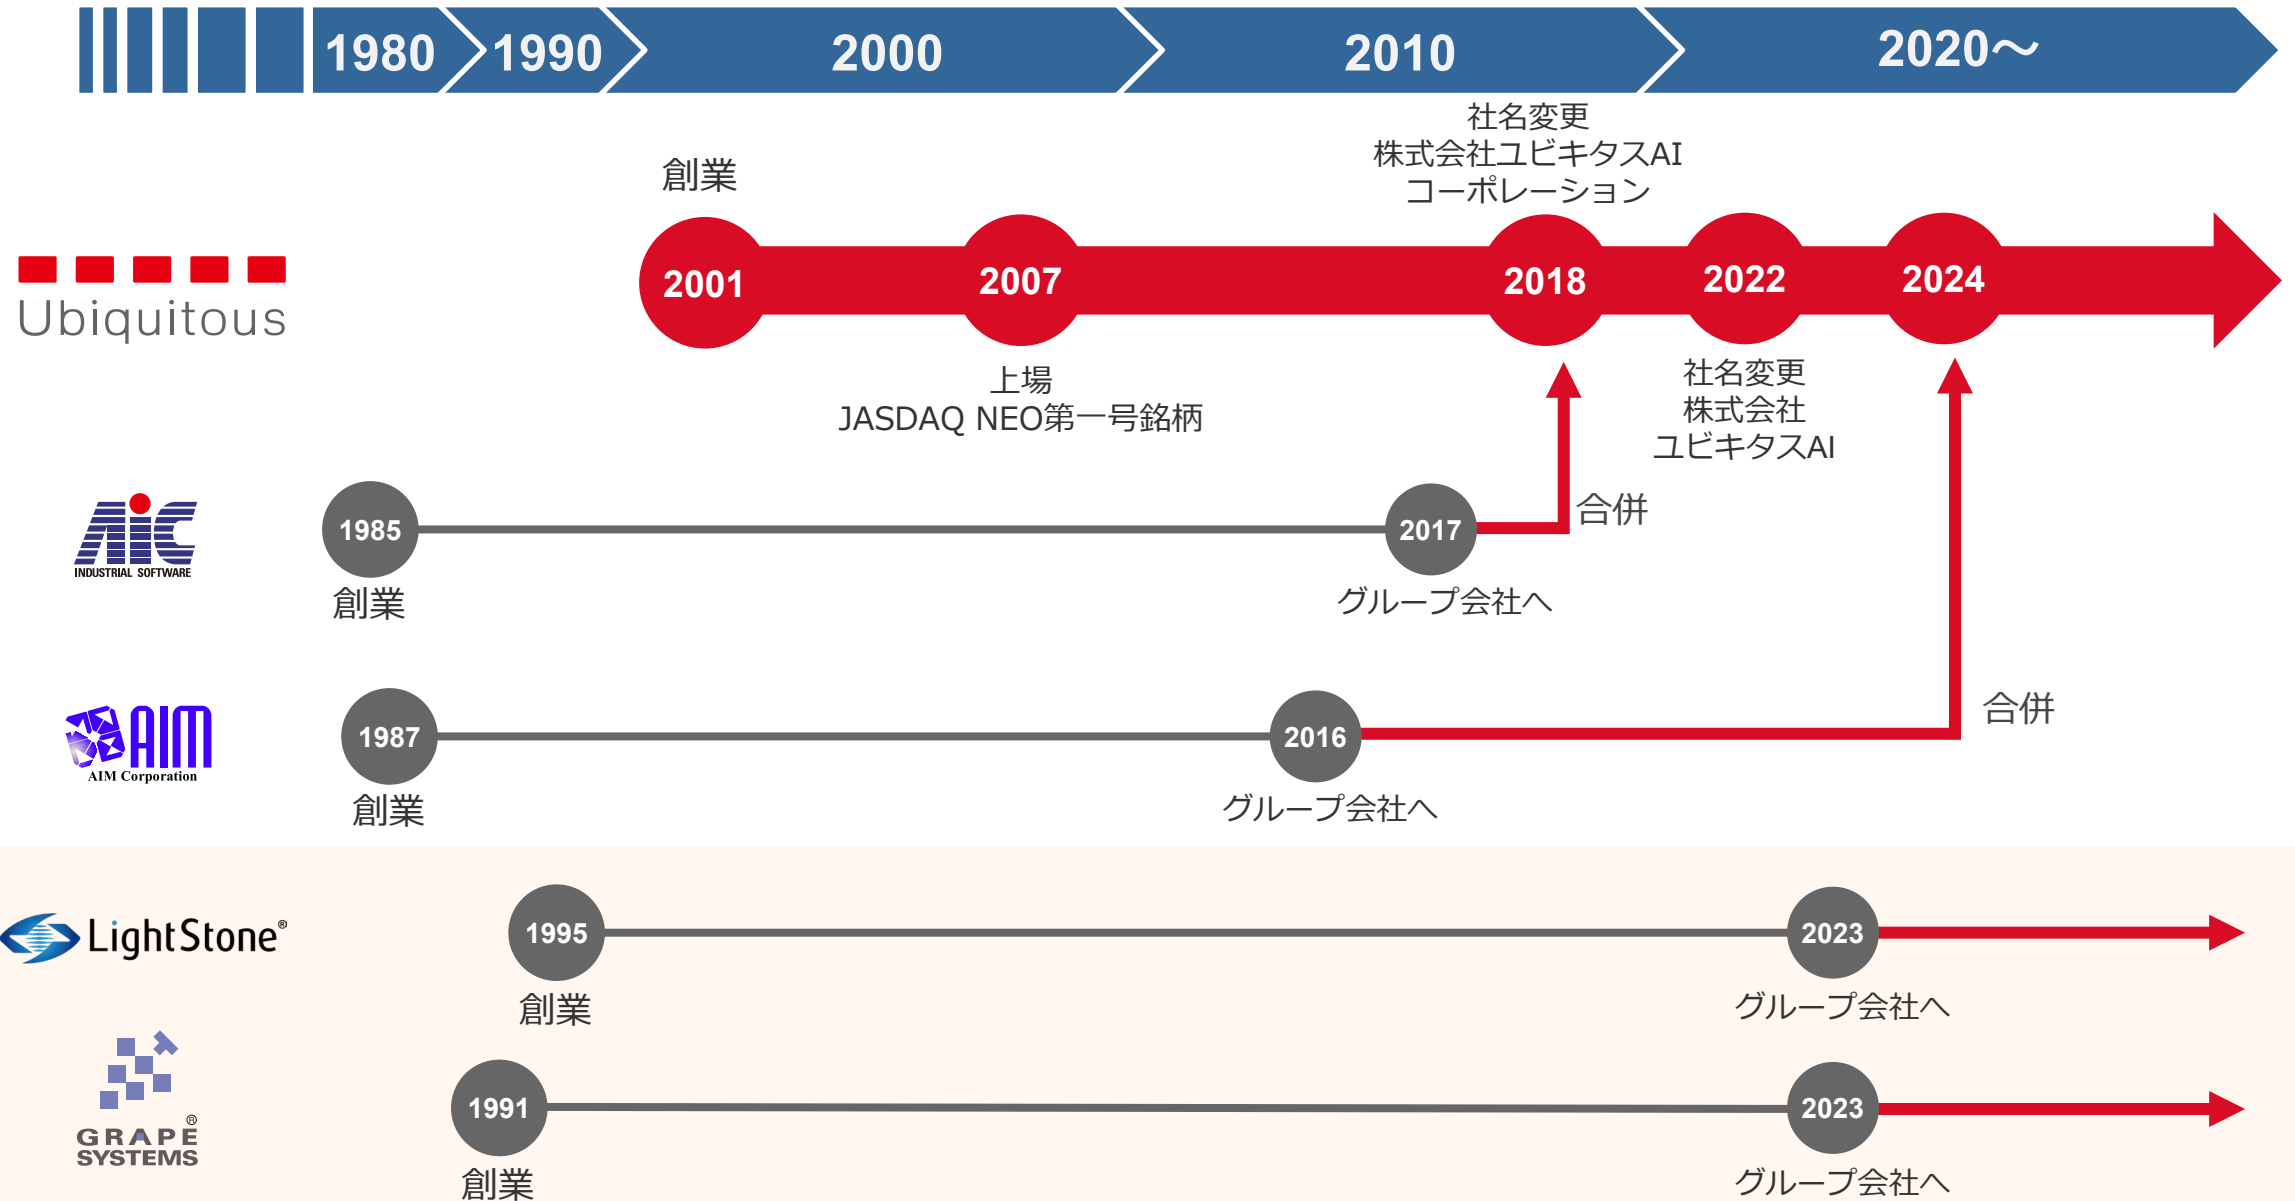 1980
1990
2000
2010
2020～
社名変更
株式会社ユビキタスAI
コーポレーション
創業
Ubiquitous
2001
2007
2018
2022
2024
上場
JASDAQ NEO第一号銘柄
社名変更
株式会社
ユビキタスAI
AIC
INDUSTRIAL SOFTWARE
1985
2017
合併
創業
グループ会社へ
AIM
AIM Corporation
1987
2016
合併
創業
グループ会社へ
LightStone®
1995
2023
創業
グループ会社へ
GRAPE®
SYSTEMS
1991
2023
創業
グループ会社へ